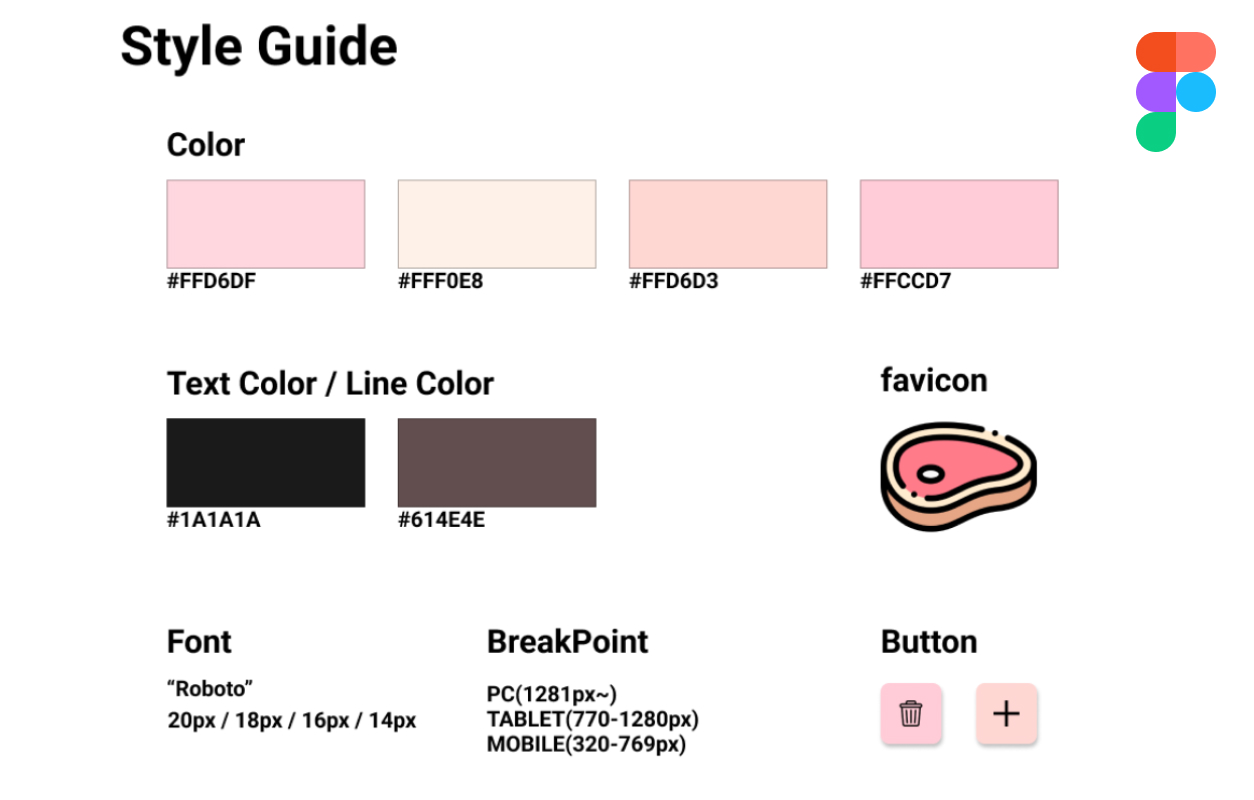 Style Guide
Color
#FFD6DF
#FFF0E8
#FFD6D3
#FFCCD7
Text Color / Line Color
#1A1A1A
#614E4E
favicon
Font
“Roboto”
20px / 18px / 16px / 14px
BreakPoint
PC(1281px~)
TABLET(770-1280px)
MOBILE(320-769px)
Button